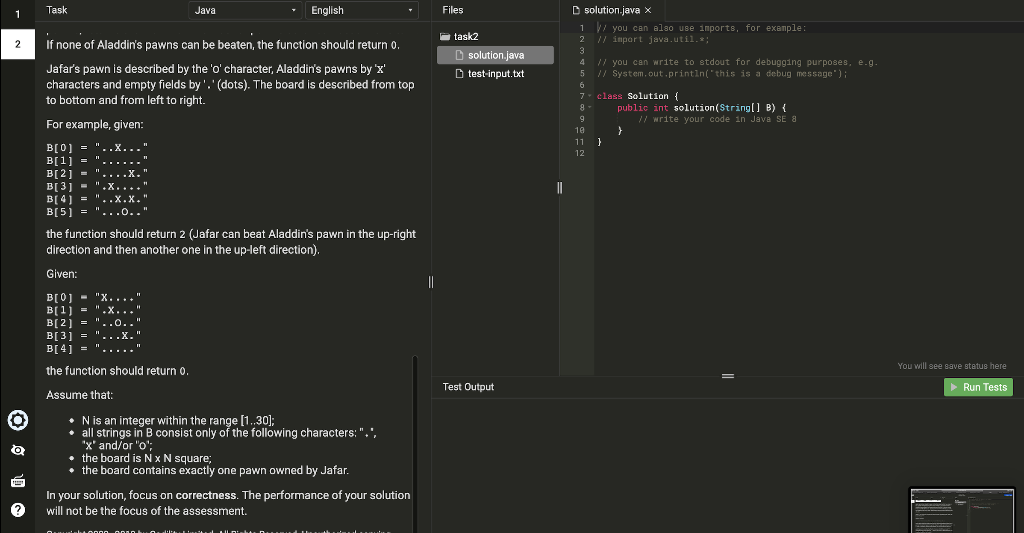 1
2
Task
Java
English
If none of Aladdin's pawns can be beaten, the function should return 0.
Jafar's pawn is described by the 'O' character, Aladdin's pawns by 'X'
characters and empty fields by '.' (dots). The board is described from top
to bottom and from left to right.
For example, given:
B[0] = "..X..."
B[1] = "......"
B[2] = "....X."
B[3] = ".X...."
B[4] = "..X.X."
B[5] = "...O.."
the function should return 2 (Jafar can beat Aladdin's pawn in the up-right
direction and then another one in the up-left direction).
Given:
B[0] = "X...."
B[1] = ".X..."
B[2] = "..O.."
B[3] = "...X."
B[4] = "....."
the function should return 0.
Assume that:
• N is an integer within the range [1..30];
• all strings in B consist only of the following characters: ".",
"X" and/or "O";
• the board is N x N square;
• the board contains exactly one pawn owned by Jafar.
In your solution, focus on correctness. The performance of your solution
will not be the focus of the assessment.
Files
task2
solution.java
test-input.txt
solution.java ×
1 // you can also use imports, for example:
2 // import java.util.*;
3
4 // you can write to stdout for debugging purposes, e.g.
5 // System.out.println("this is a debug message");
6
7 class Solution {
8 public int solution(String[] B) {
9 // write your code in Java SE 8
10 }
11 }
12
You will see save status here
Test Output
Run Tests